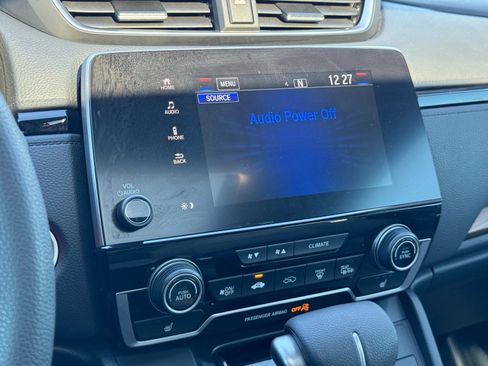 HOME
MENU
N
12:27
SOURCE
AUDIO
Audio Power Off
PHONE
BACK
VOL
AUDIO
CLIMATE
PUSH
AUTO
ON/
OFF
PUSH
SYNC
PASSENGER AIRBAG OFF